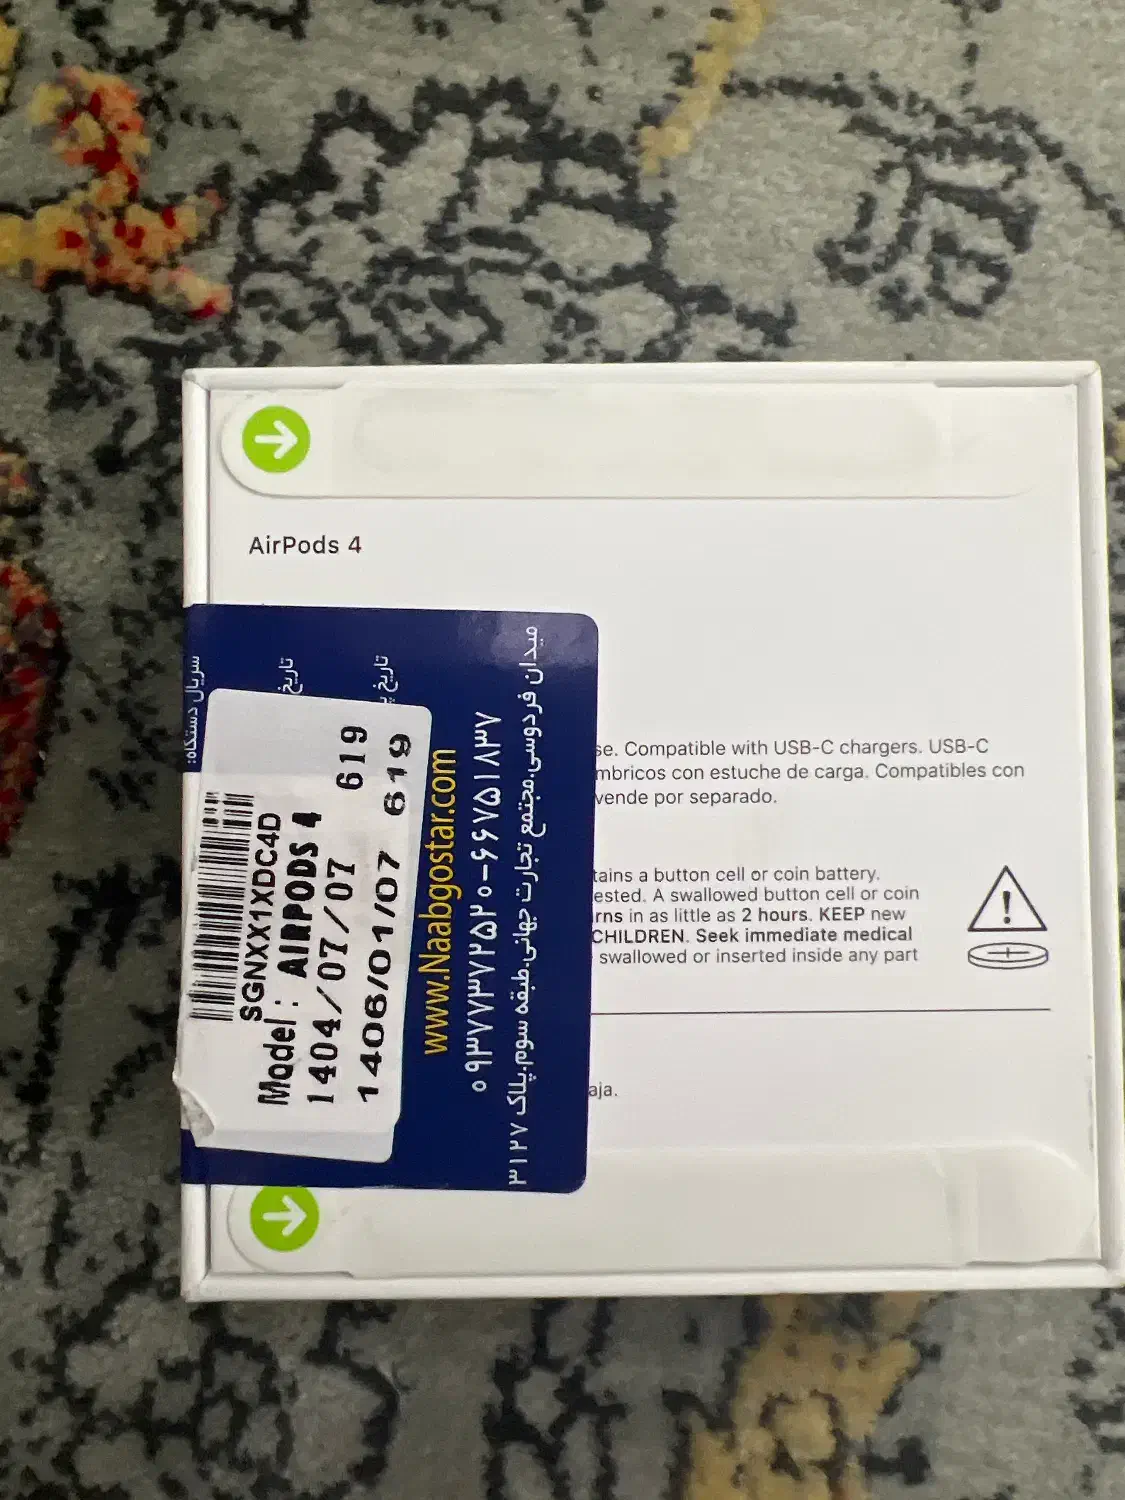 AirPods 4
se. Compatible with USB-C chargers. USB-C
mbricos con estuche de carga. Compatibles con
vende por separado.
tains a button cell or coin battery.
ested. A swallowed button cell or coin
rns in as little as 2 hours. KEEP new
CHILDREN. Seek immediate medical
swallowed or inserted inside any part
aja.
سریال دستگاه:
تاریخ
تاریخ
SGNXX1XDC4D
Model : AIRPODS 4
1404/07/07 619
1406/01/07 619
www.Naabgostar.com
۰۹۳۷۷۳۷۲۵۲۰-۶۶۷۵۱۸۳۷
میدان فردوسی.مجتمع تجارت جهانی.طبقه سوم.پلاک ۳۱۲۷